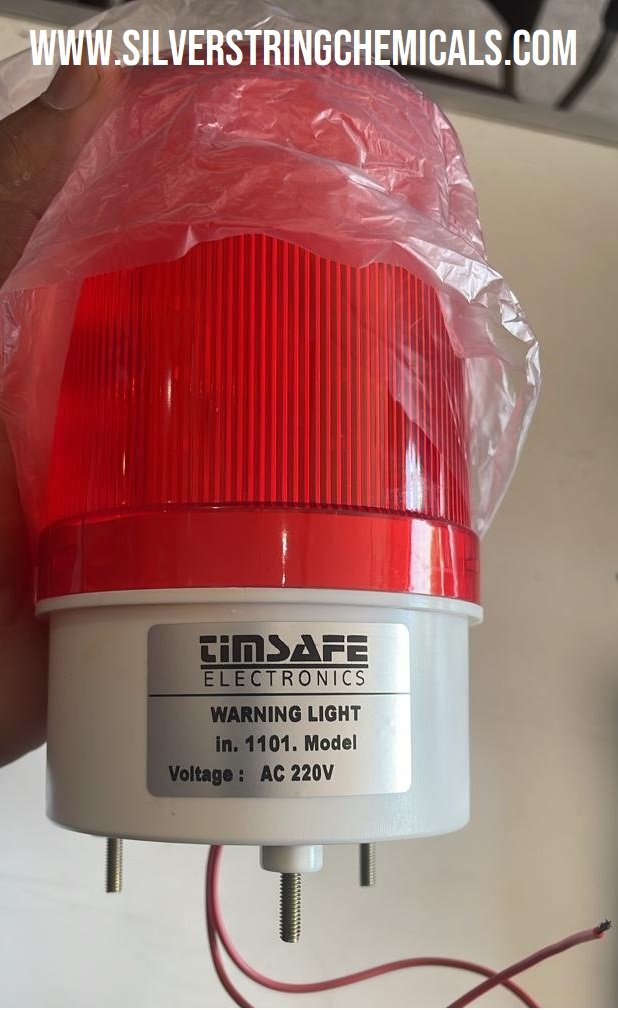 WWW.SILVERSTRINGCHEMICALS.COM
TIMSAFE
ELECTRONICS
WARNING LIGHT
in. 1101. Model
Voltage : AC 220V